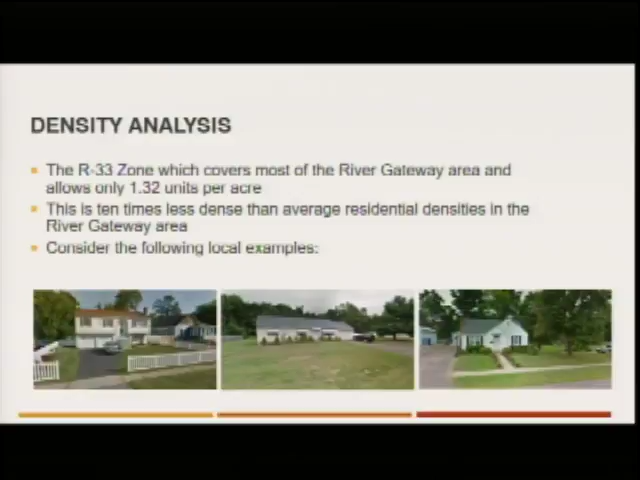 DENSITY ANALYSIS
The R-33 Zone which covers most of the River Gateway area and
allows only 1.32 units per acre
This is ten times less dense than average residential densities in the
River Gateway area
Consider the following local examples: